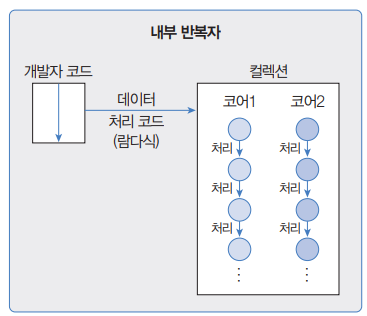 내부 반복자
개발자 코드
데이터
처리 코드
(람다식)
컬렉션
코어1 코어2
처리 처리
처리 처리
처리 처리
⋮ ⋮